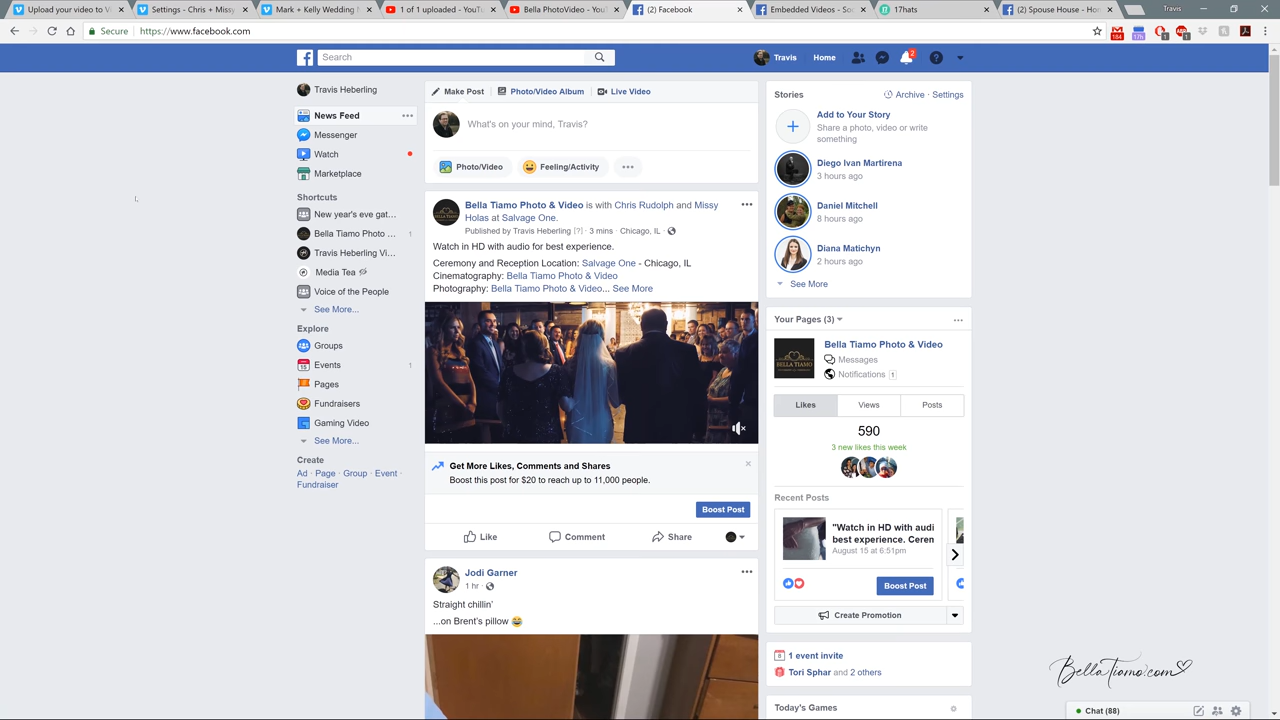 Upload your video to V
Settings - Chris + Missy
Mark + Kelly Wedding
1 of 1 uploaded - YouTu
Bella PhotoVideo - YouT
(2) Facebook
Embedded Videos - Soc
17hats
(2) Spouse House - Hom
Travis
Secure
https://www.facebook.com
184
17h
1
1
Search
Travis
Home
2
Travis Heberling
News Feed
Messenger
Watch
Marketplace
Shortcuts
New year's eve gat...
Bella Tiamo Photo ... 1
Travis Heberling Vi...
Media Tea
Voice of the People
See More...
Explore
Groups
Events 1
Pages
Fundraisers
Gaming Video
See More...
Create
Ad · Page · Group · Event ·
Fundraiser
Make Post
Photo/Video Album
Live Video
What's on your mind, Travis?
Photo/Video
Feeling/Activity
Bella Tiamo Photo & Video is with Chris Rudolph and Missy
Holas at Salvage One.
Published by Travis Heberling [?] · 3 mins · Chicago, IL ·
Watch in HD with audio for best experience.
Ceremony and Reception Location: Salvage One - Chicago, IL
Cinematography: Bella Tiamo Photo & Video
Photography: Bella Tiamo Photo & Video... See More
Get More Likes, Comments and Shares
Boost this post for $20 to reach up to 11,000 people.
Boost Post
Like
Comment
Share
Jodi Garner
1 hr ·
Straight chillin'
...on Brent's pillow
Stories
Archive · Settings
Add to Your Story
Share a photo, video or write
something
Diego Ivan Martirena
3 hours ago
Daniel Mitchell
8 hours ago
Diana Matichyn
2 hours ago
See More
Your Pages (3)
Bella Tiamo Photo & Video
Messages
Notifications 1
BELLA TIAMO
Likes
Views
Posts
590
3 new likes this week
Recent Posts
"Watch in HD with audi
best experience. Ceren
August 15 at 6:51pm
Boost Post
Create Promotion
1 event invite
Tori Sphar and 2 others
Today's Games
BellaTiamo.com
Chat (88)